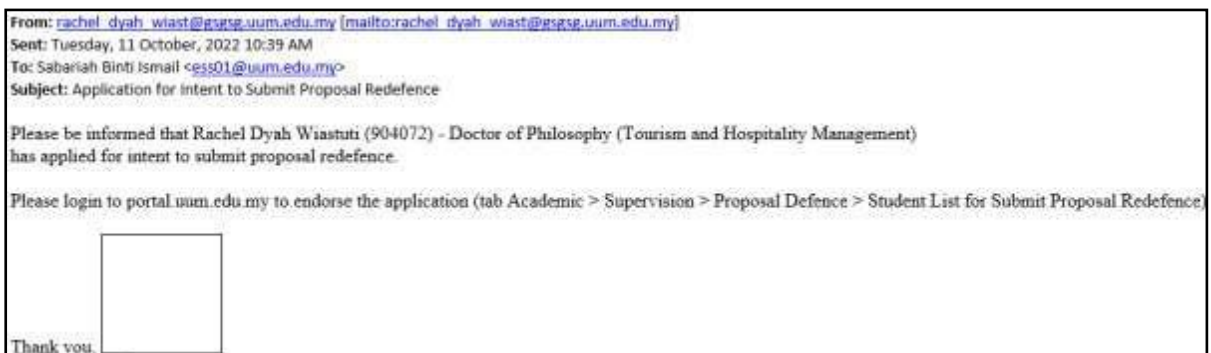 From: rachel_dyah_wiast@gsgsg.uum.edu.my [mailto:rachel_dyah_wiast@gsgsg.uum.edu.my]
Sent: Tuesday, 11 October, 2022 10:39 AM
To: Sabariah Binti Ismail <ess01@uum.edu.my>
Subject: Application for Intent to Submit Proposal Redefence
Please be informed that Rachel Dyah Wiastuti (904072) - Doctor of Philosophy (Tourism and Hospitality Management)
has applied for intent to submit proposal redefence.
Please login to portal.uum.edu.my to endorse the application (tab Academic > Supervision > Proposal Defence > Student List for Submit Proposal Redefence)
Thank you.